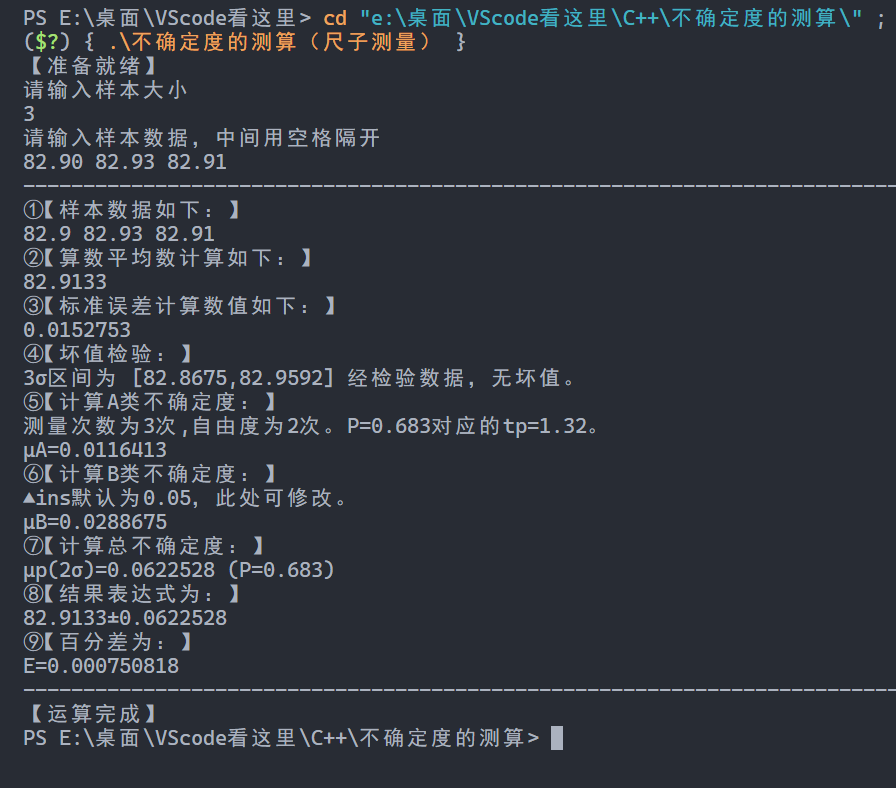 PS E:\桌面\VScode看这里> cd "e:\桌面\VScode看这里\C++\不确定度的测算\" ;
($?) { .\不确定度的测算（尺子测量） }
【准备就绪】
请输入样本大小
3
请输入样本数据，中间用空格隔开
82.90 82.93 82.91
--------------------------------------------------------------------------
①【样本数据如下：】
82.9 82.93 82.91
②【算数平均数计算如下：】
82.9133
③【标准误差计算数值如下：】
0.0152753
④【坏值检验：】
3σ区间为 [82.8675,82.9592] 经检验数据，无坏值。
⑤【计算A类不确定度：】
测量次数为3次,自由度为2次。P=0.683对应的tp=1.32。
μA=0.0116413
⑥【计算B类不确定度：】
▲ins默认为0.05，此处可修改。
μB=0.0288675
⑦【计算总不确定度：】
μp(2σ)=0.0622528 (P=0.683)
⑧【结果表达式为：】
82.9133±0.0622528
⑨【百分差为：】
E=0.000750818
--------------------------------------------------------------------------
【运算完成】
PS E:\桌面\VScode看这里\C++\不确定度的测算>